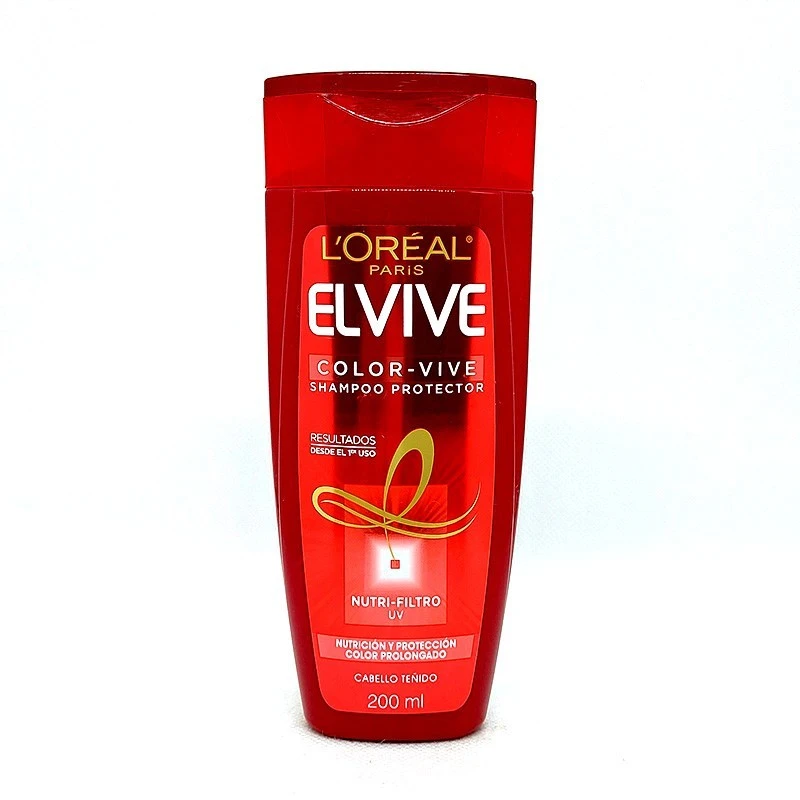 L'ORÉAL®
PARiS
ELVIVE
COLOR-VIVE
SHAMPOO PROTECTOR
RESULTADOS
DESDE EL 1er USO
NUTRI-FILTRO
UV
NUTRICIÓN Y PROTECCIÓN
COLOR PROLONGADO
CABELLO TEÑIDO
200 ml